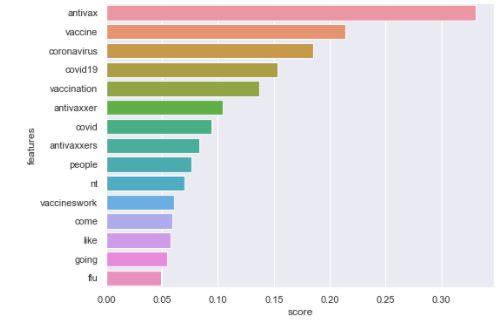 antivax
vaccine
coronavirus
covid19
vaccination
antivaxxer
covid
antivaxxers
people
nt
vaccineswork
come
like
going
flu
features
0.00 0.05 0.10 0.15 0.20 0.25 0.30
score